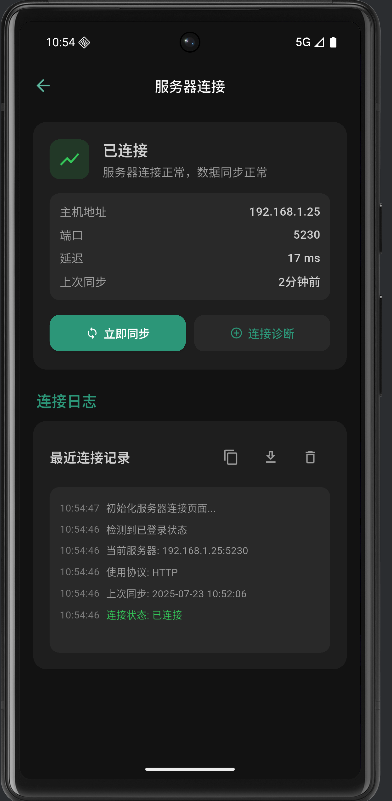 10:54 5G
服务器连接
已连接
服务器连接正常，数据同步正常
主机地址 192.168.1.25
端口 5230
延迟 17 ms
上次同步 2分钟前
立即同步 连接诊断
连接日志
最近连接记录
10:54:47 初始化服务器连接页面...
10:54:46 检测到已登录状态
10:54:46 当前服务器: 192.168.1.25:5230
10:54:46 使用协议: HTTP
10:54:46 上次同步: 2025-07-23 10:52:06
10:54:46 连接状态: 已连接